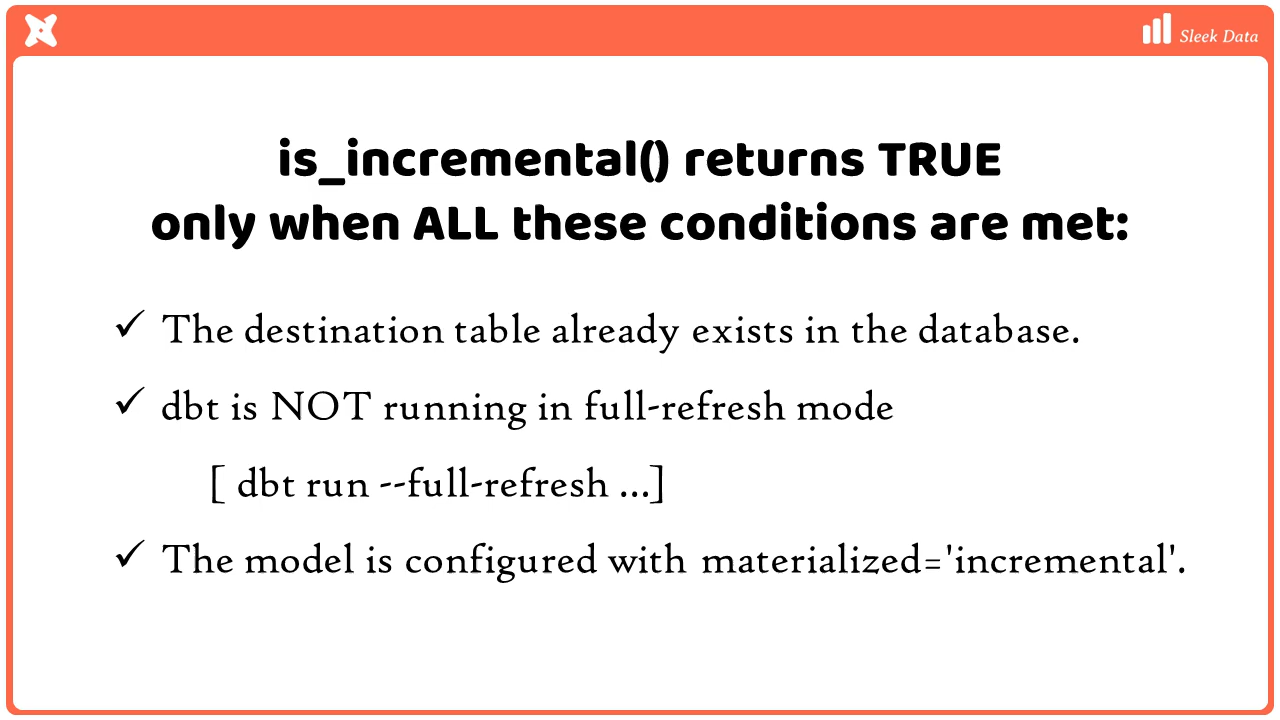 Sleek Data
is_incremental() returns TRUE
only when ALL these conditions are met:
✓ The destination table already exists in the database.
✓ dbt is NOT running in full-refresh mode
[ dbt run --full-refresh ...]
✓ The model is configured with materialized='incremental'.